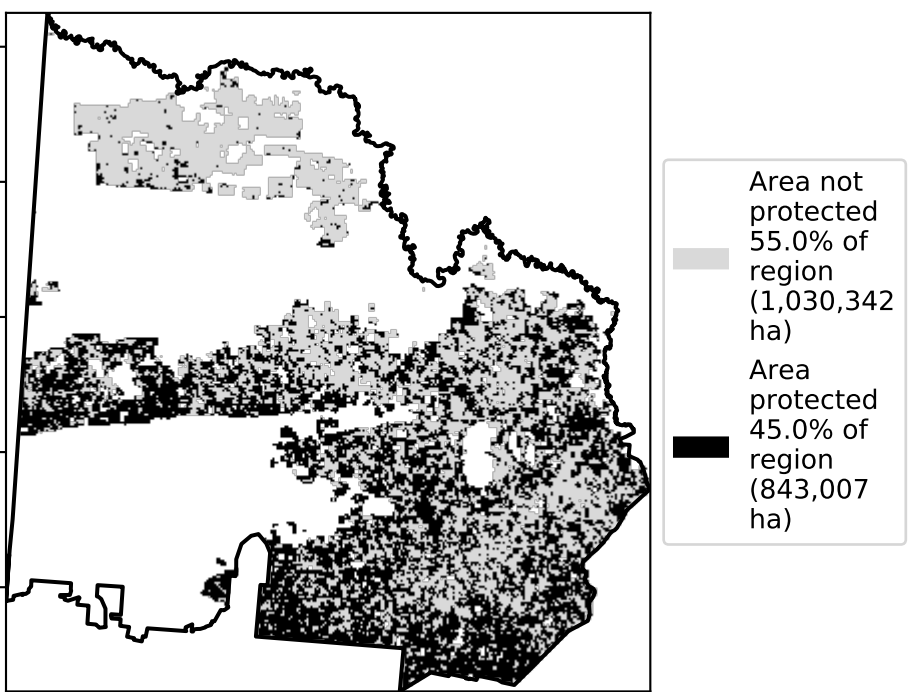 Area not
protected
55.0% of
region
(1,030,342
ha)
Area
protected
45.0% of
region
(843,007
ha)